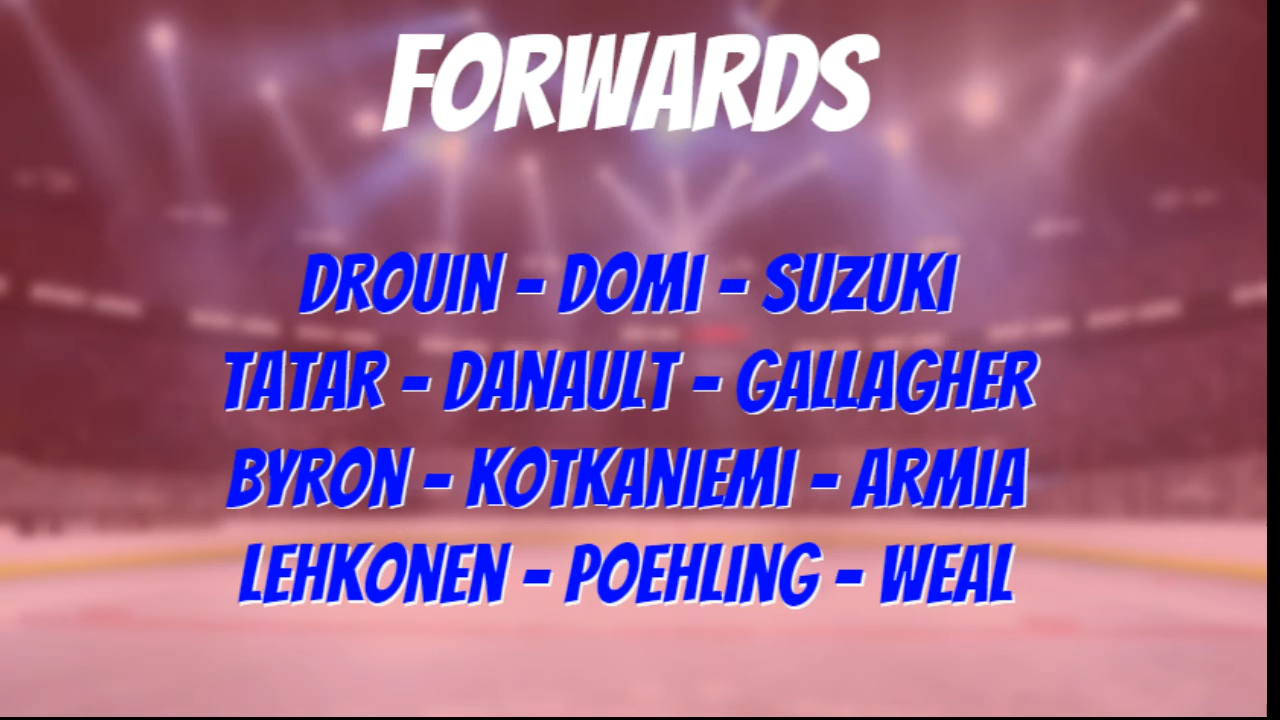 FORWARDS
DROUIN - DOMI - SUZUKI
TATAR - DANAULT - GALLAGHER
BYRON - KOTKANIEMI - ARMIA
LEHKONEN - POEHLING - WEAL